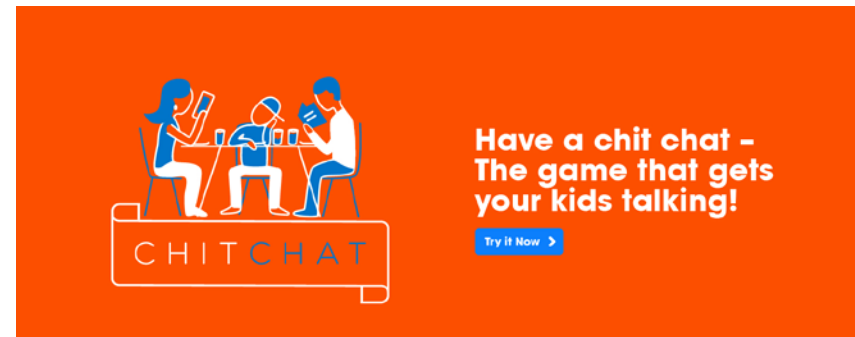 CHITCHAT
Have a chit chat –
The game that gets
your kids talking!
Try it Now